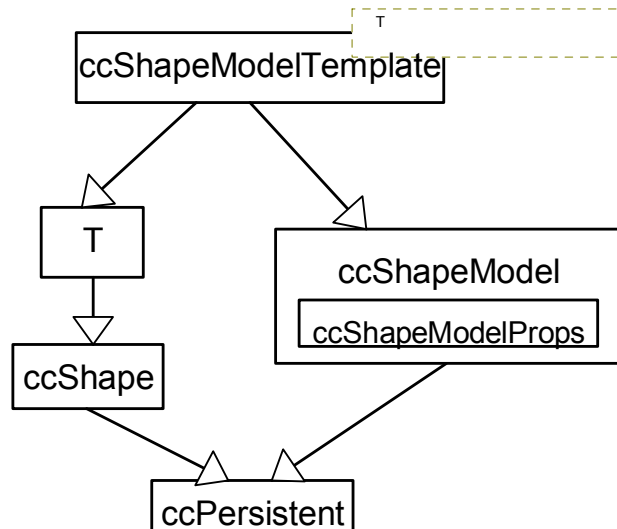 T
ccShapeModelTemplate
T
ccShapeModel
ccShapeModelProps
ccShape
ccPersistent